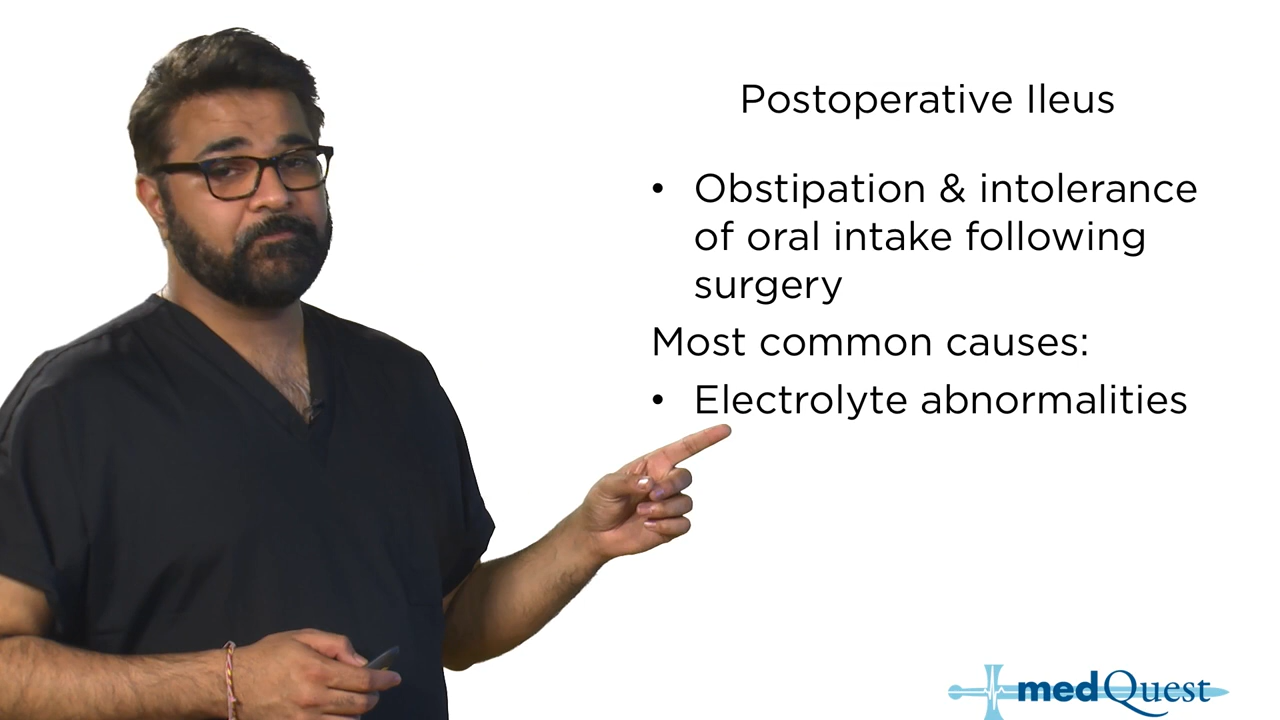 Postoperative Ileus
• Obstipation & intolerance
of oral intake following
surgery
Most common causes:
• Electrolyte abnormalities
medQuest